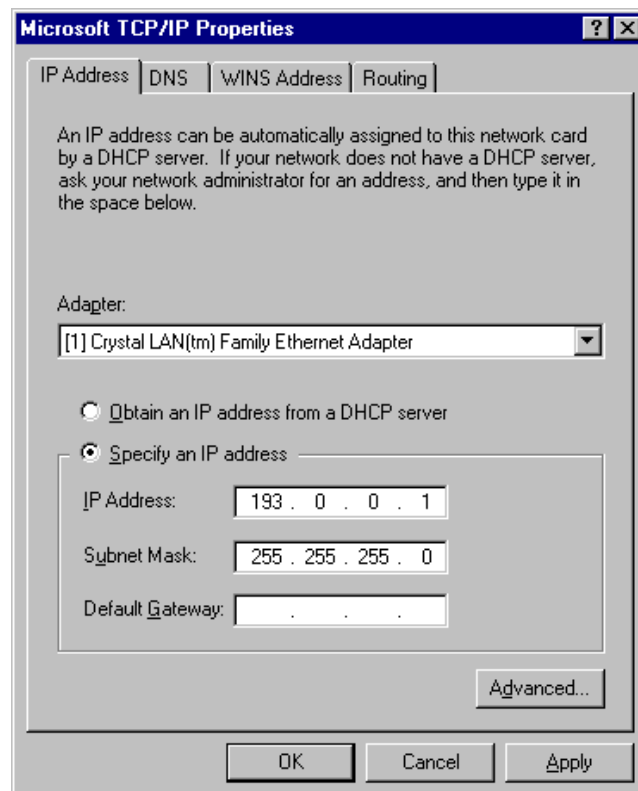 Microsoft TCP/IP Properties
IP Address DNS WINS Address Routing
An IP address can be automatically assigned to this network card
by a DHCP server. If your network does not have a DHCP server,
ask your network administrator for an address, and then type it in
the space below.
Adapter:
[1] Crystal LAN(tm) Family Ethernet Adapter
Obtain an IP address from a DHCP server
Specify an IP address
IP Address: 193 . 0 . 0 . 1
Subnet Mask: 255 . 255 . 255 . 0
Default Gateway: . . .
Advanced...
OK Cancel Apply